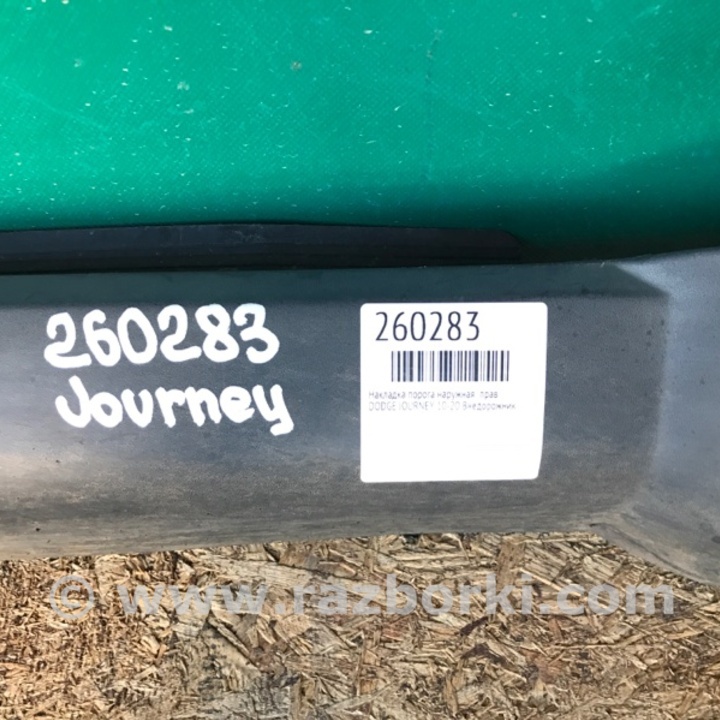 260283
Journey
260283
Накладка порога наружная, прав.
DODGE JOURNEY 10-20 Внедорожник
© www.razborki.com